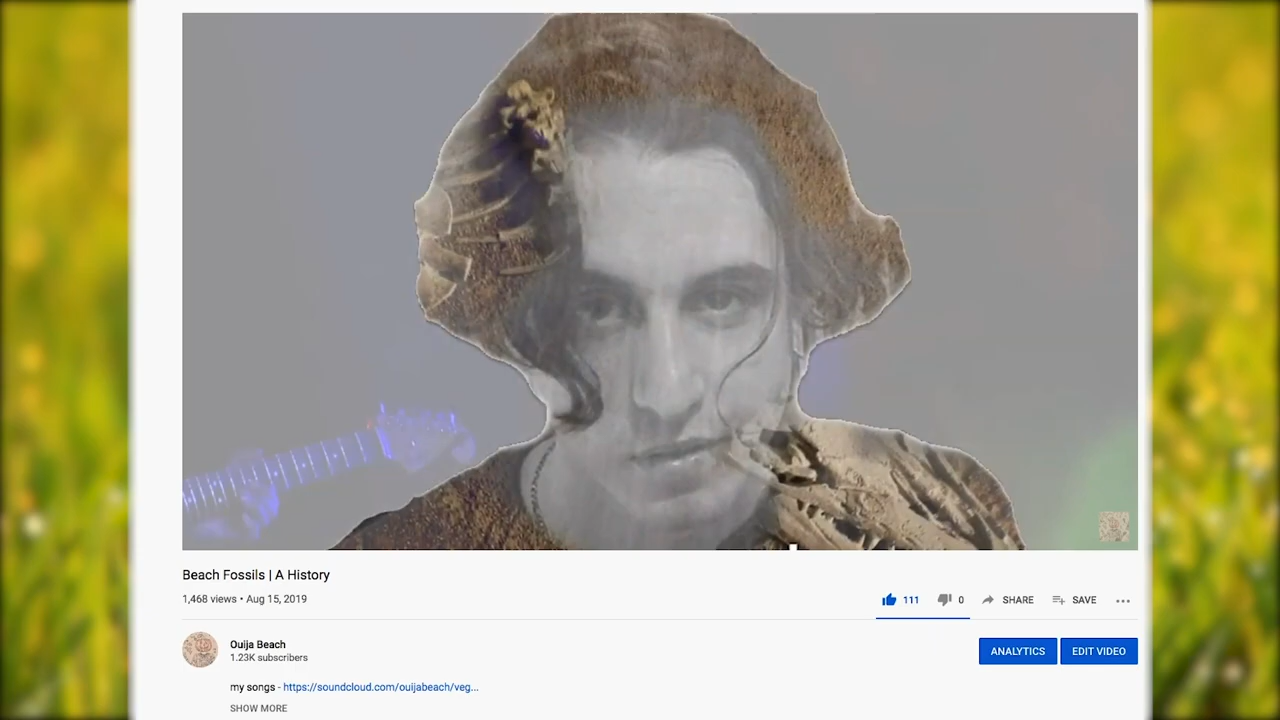 Beach Fossils | A History
1,468 views • Aug 15, 2019
111
0
SHARE
SAVE
Ouija Beach
1.23K subscribers
ANALYTICS
EDIT VIDEO
my songs - https://soundcloud.com/ouijabeach/veg...
SHOW MORE